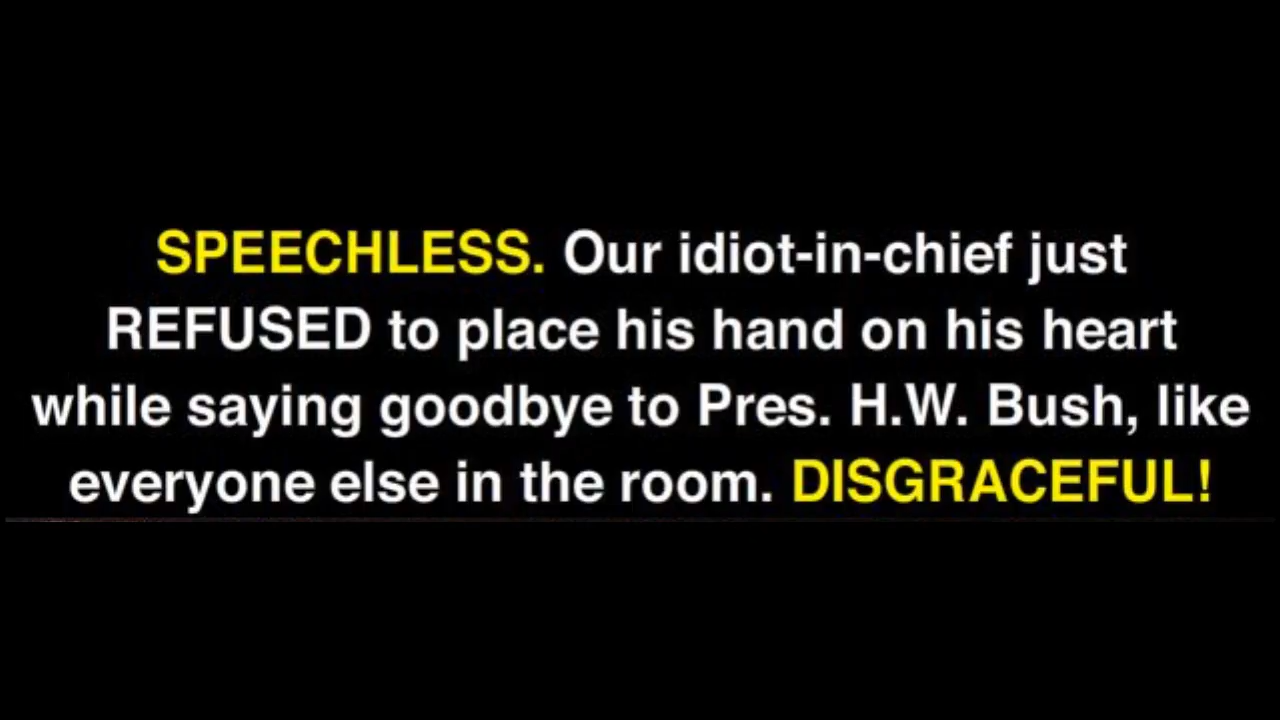 SPEECHLESS. Our idiot-in-chief just
REFUSED to place his hand on his heart
while saying goodbye to Pres. H.W. Bush, like
everyone else in the room. DISGRACEFUL!